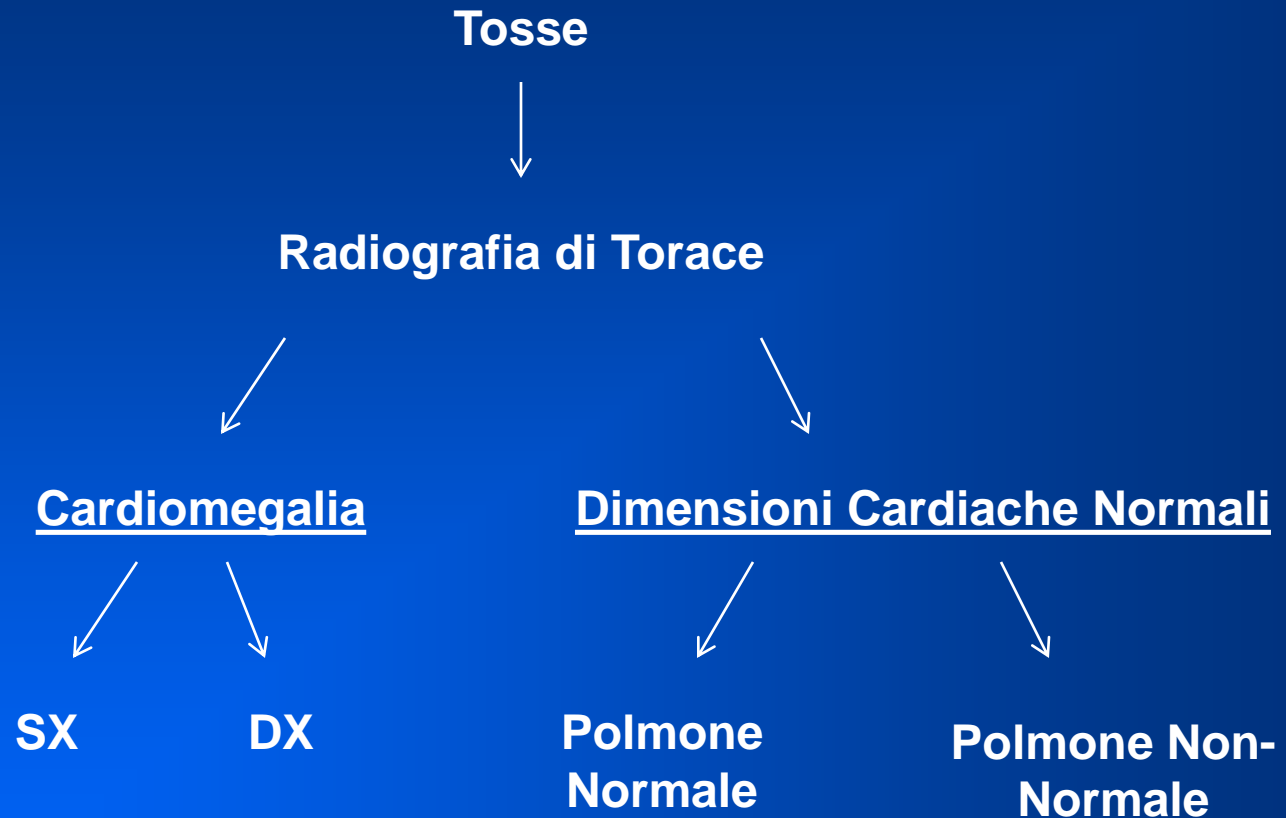 Tosse
Radiografia di Torace
Cardiomegalia
Dimensioni Cardiache Normali
SX
DX
Polmone
Normale
Polmone Non-
Normale